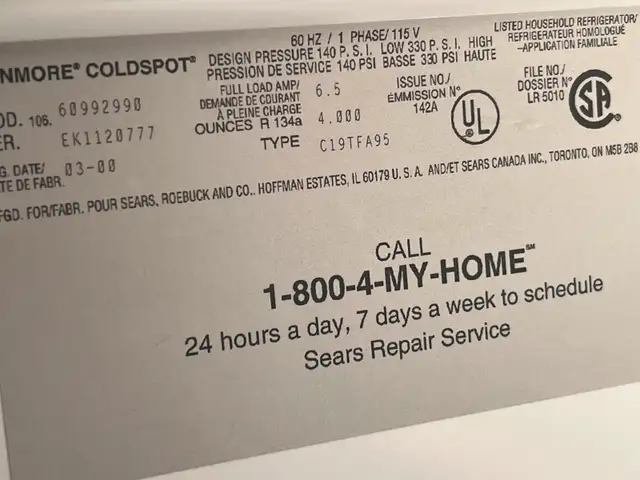 NMORE® COLDSPOT®
60 HZ / 1 PHASE/ 115 V
DESIGN PRESSURE 140 P. S. I. LOW 330 P. S. I. HIGH
PRESSION DE SERVICE 140 PSI BASSE 330 PSI HAUTE
LISTED HOUSEHOLD REFRIGERATOR/
REFRIGERATEUR HOMOLOGUÉ
-APPLICATION FAMILIALE
OD. 106. 60992990
ER. EK1120777
G. DATE/ 03-00
TE DE FABR.
FULL LOAD AMP/ 6.5
DEMANDE DE COURANT
À PLEINE CHARGE
OUNCES R 134a 4.000
TYPE C19TFA95
ISSUE NO./
ÉMMISSION N°
142A
UL
FILE NO./
DOSSIER N°
LR 5010
CSA
FGD. FOR/FABR. POUR SEARS, ROEBUCK AND CO.. HOFFMAN ESTATES, IL 60179 U. S. A. AND/ET SEARS CANADA INC., TORONTO, ON M5B 2B8
CALL
1-800-4-MY-HOME℠
24 hours a day, 7 days a week to schedule
Sears Repair Service